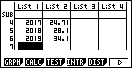 List 1 List 2 List 3 List 4
SUB
4 2017 24.71
5 2018 28.1
6 2019 34.1
7
GRPH CALC TEST INTR DIST ▷